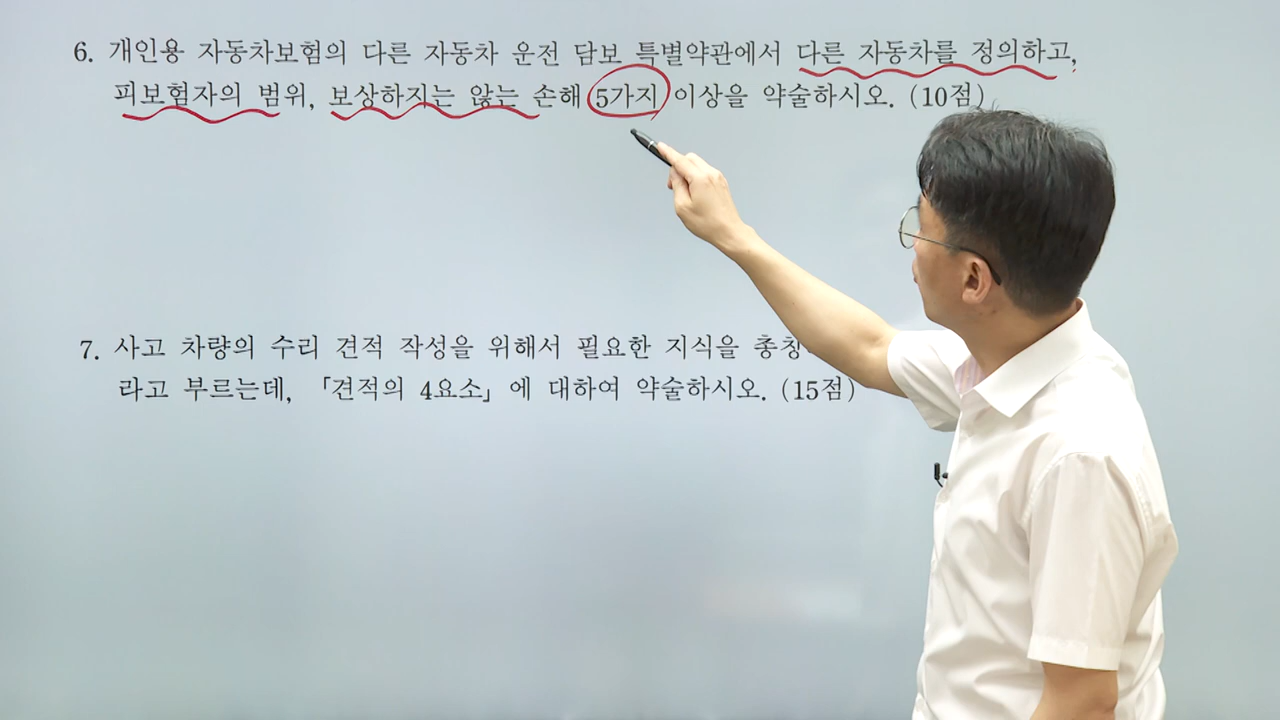 6. 개인용 자동차보험의 다른 자동차 운전 담보 특별약관에서 다른 자동차를 정의하고,
피보험자의 범위, 보상하지는 않는 손해 5가지 이상을 약술하시오. (10점)
7. 사고 차량의 수리 견적 작성을 위해서 필요한 지식을
라고 부르는데, 「견적의 4요소」에 대하여 약술하시오. (15점)